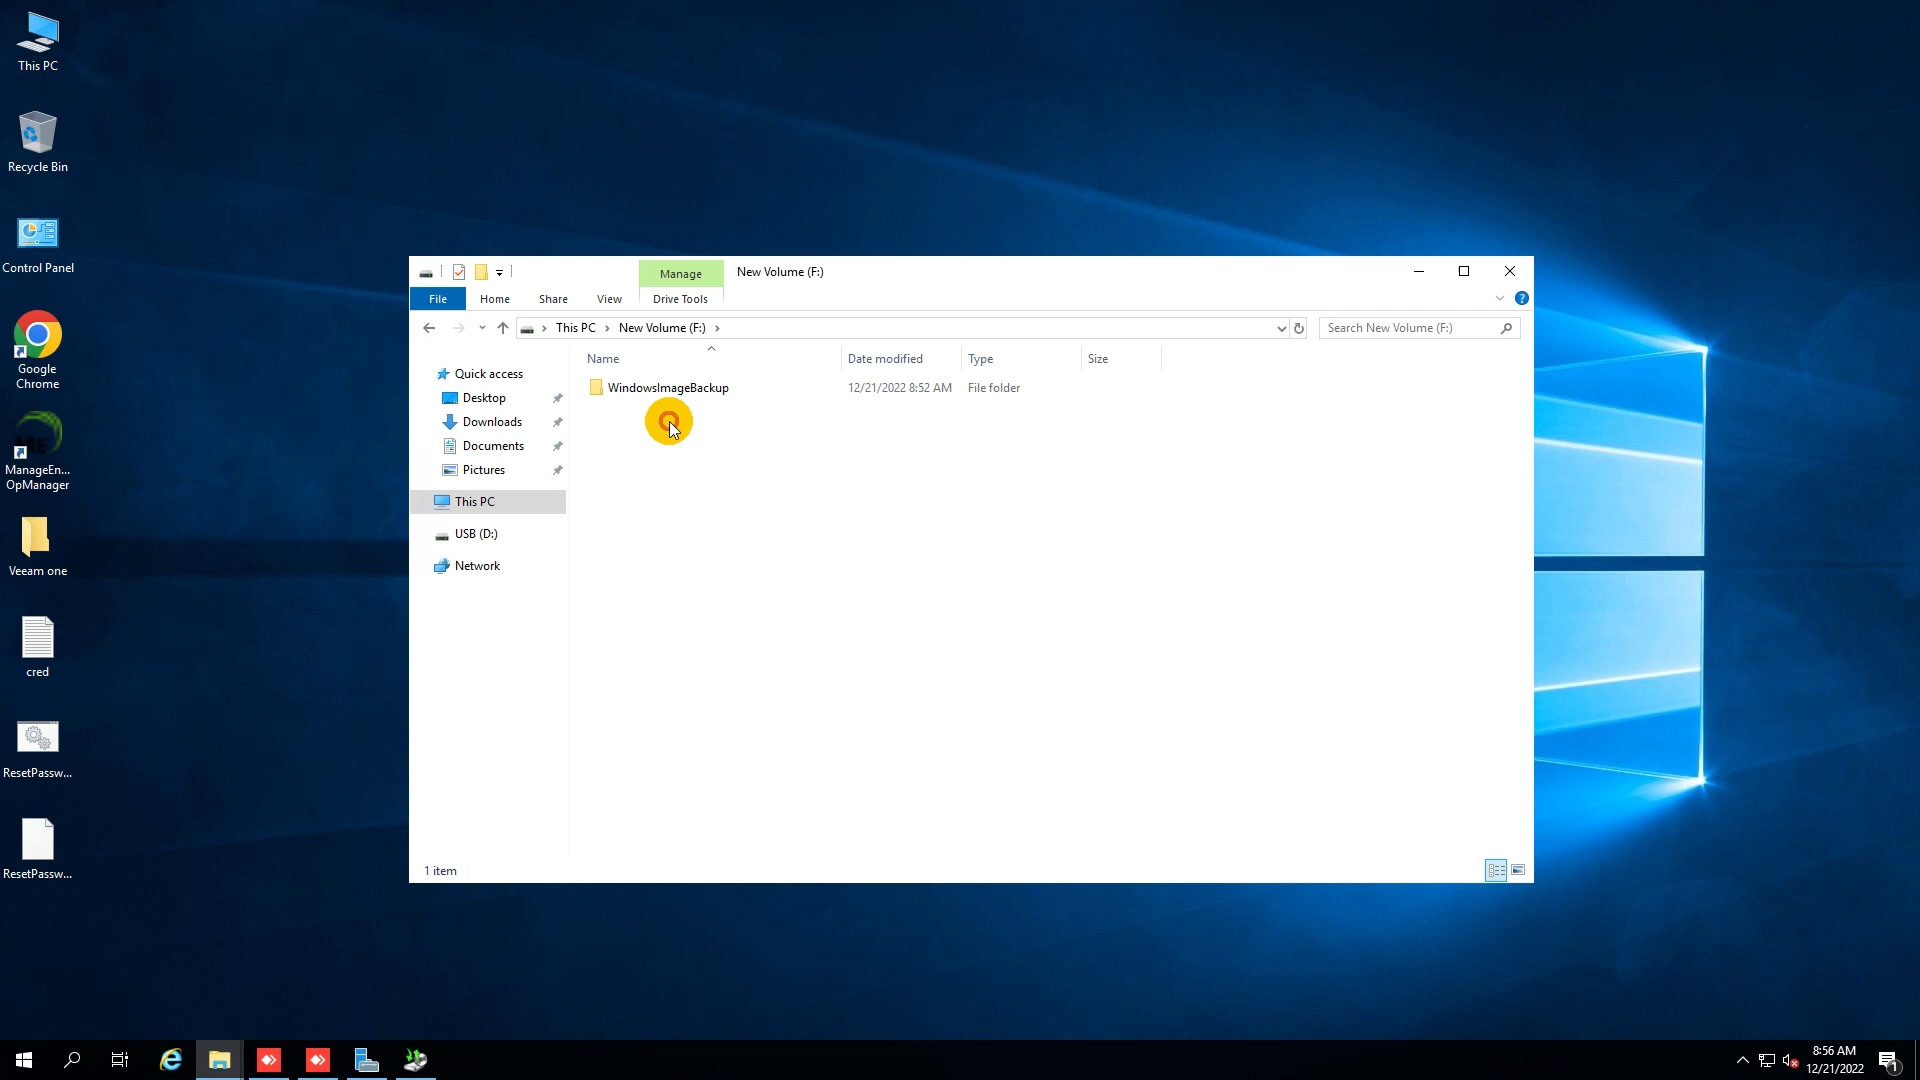 This PC
Recycle Bin
Control Panel
Google
Chrome
ManageEn...
OpManager
Veeam one
cred
ResetPassw...
ResetPassw...
Manage
New Volume (F:)
File
Home
Share
View
Drive Tools
This PC
New Volume (F:)
Search New Volume (F:)
Name
Date modified
Type
Size
WindowsImageBackup
12/21/2022 8:52 AM
File folder
Quick access
Desktop
Downloads
Documents
Pictures
This PC
USB (D:)
Network
1 item
8:56 AM
12/21/2022
1